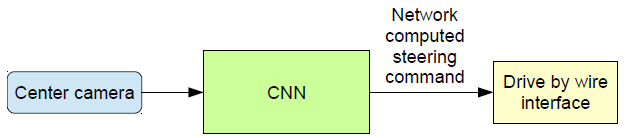 Center camera
CNN
Network
computed
steering
command
Drive by wire
interface